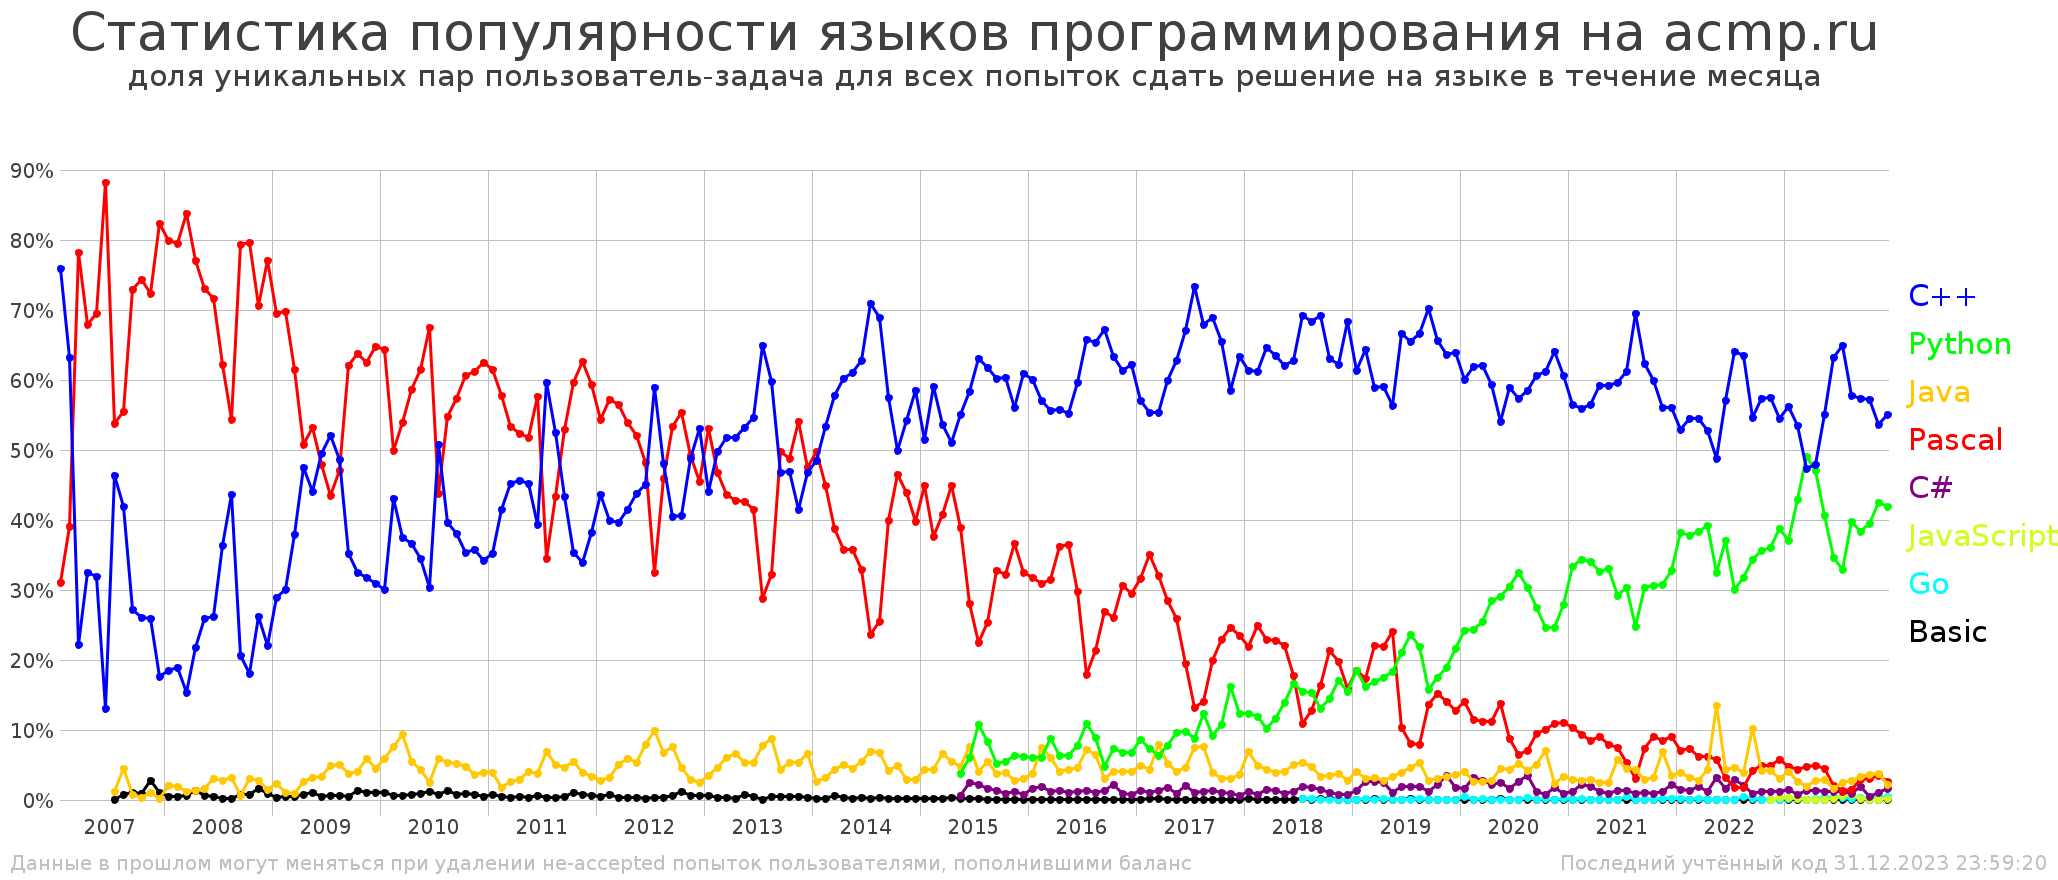 Статистика популярности языков программирования на acmp.ru
доля уникальных пар пользователь-задача для всех попыток сдать решение на языке в течение месяца
90%
80%
70%
60%
50%
40%
30%
20%
10%
0%
C++
Python
Java
Pascal
C#
JavaScript
Go
Basic
2007 2008 2009 2010 2011 2012 2013 2014 2015 2016 2017 2018 2019 2020 2021 2022 2023
Данные в прошлом могут меняться при удалении не-accepted попыток пользователями, пополнившими баланс
Последний учтённый код 31.12.2023 23:59:20